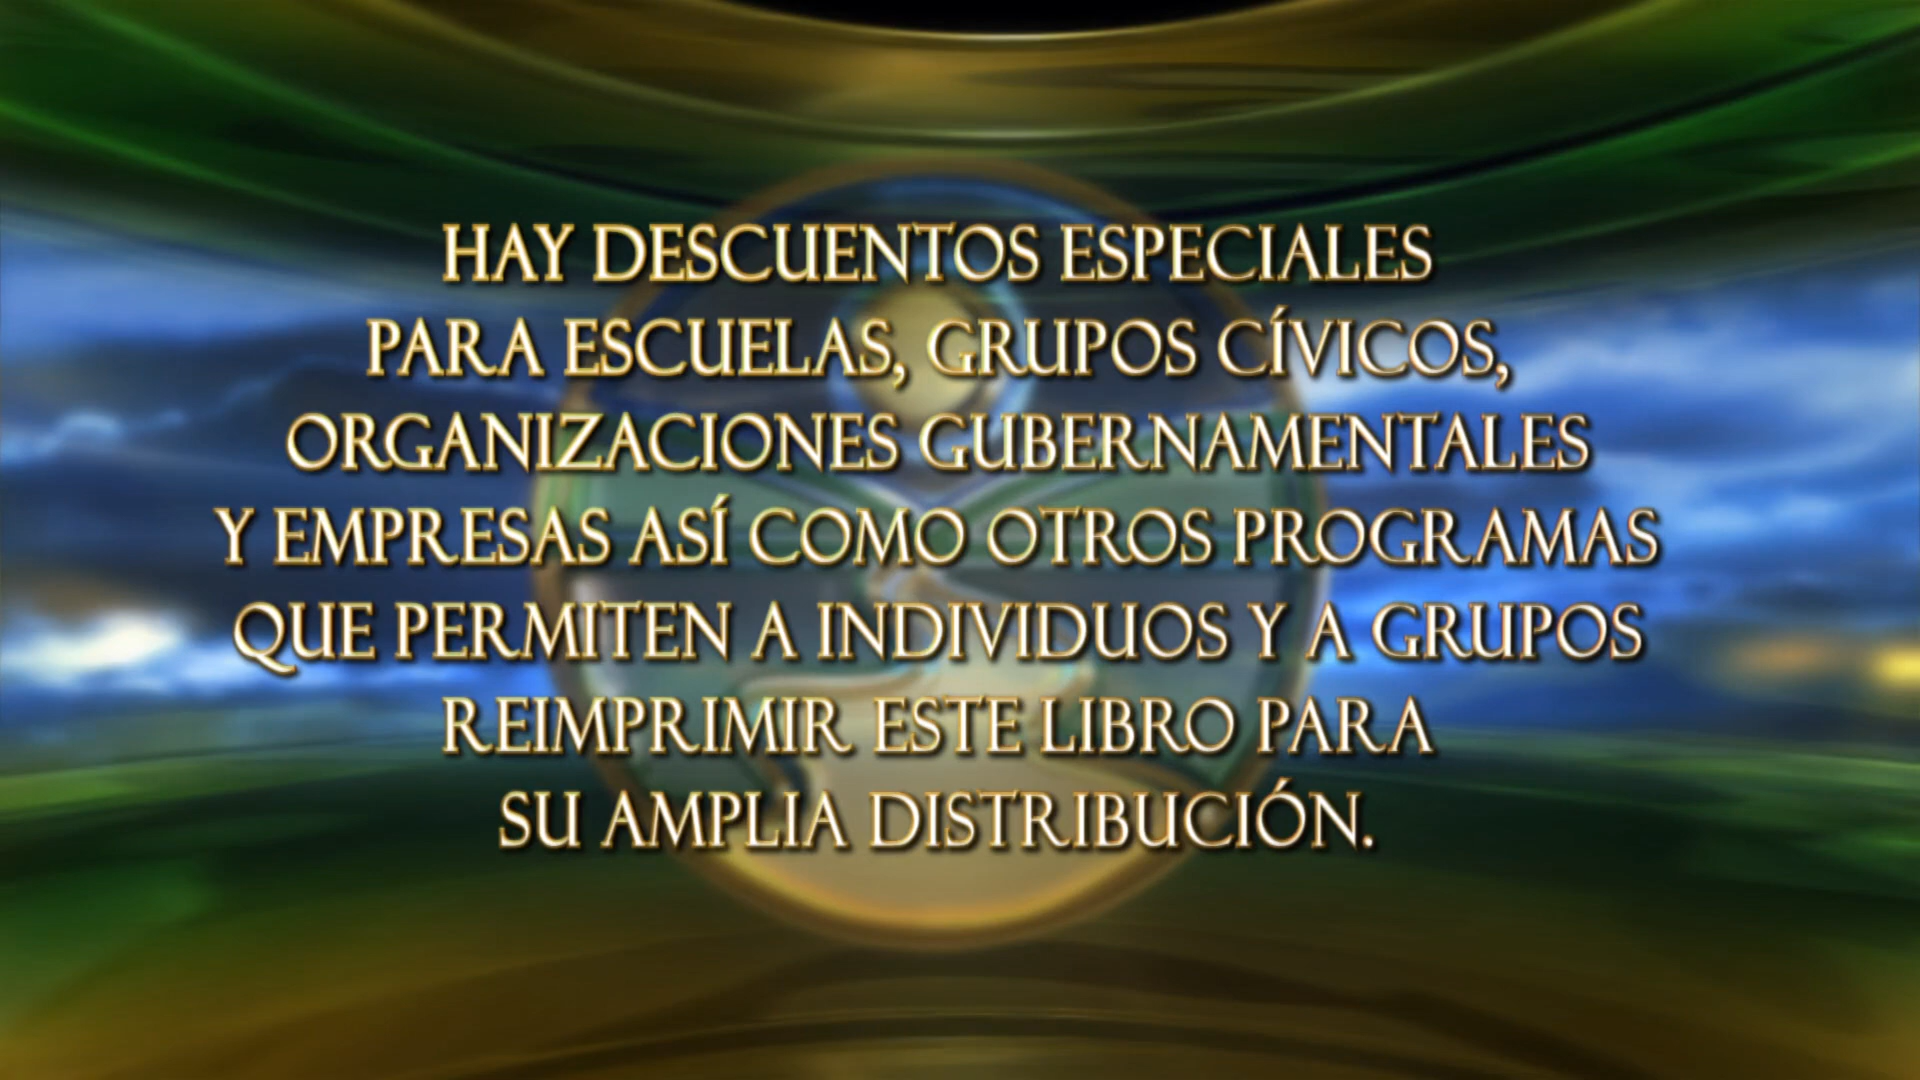 HAY DESCUENTOS ESPECIALES
PARA ESCUELAS, GRUPOS CÍVICOS,
ORGANIZACIONES GUBERNAMENTALES
Y EMPRESAS ASÍ COMO OTROS PROGRAMAS
QUE PERMITEN A INDIVIDUOS Y A GRUPOS
REIMPRIMIR ESTE LIBRO PARA
SU AMPLIA DISTRIBUCIÓN.